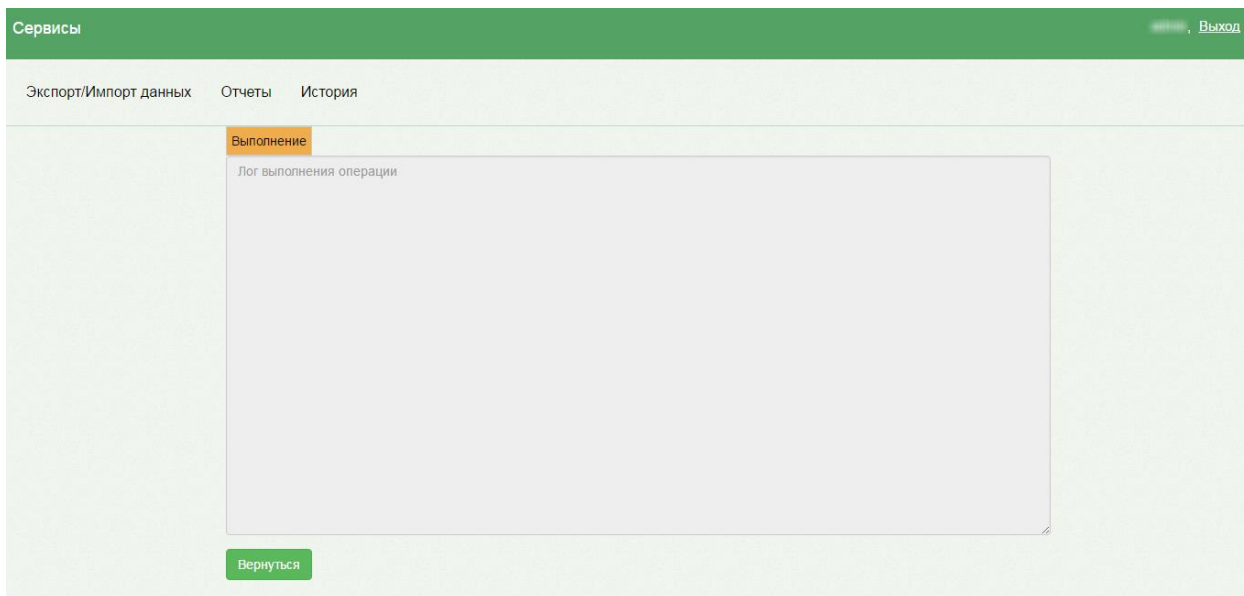 Сервисы
, Выход
Экспорт/Импорт данных Отчеты История
Выполнение
Лог выполнения операции
Вернуться